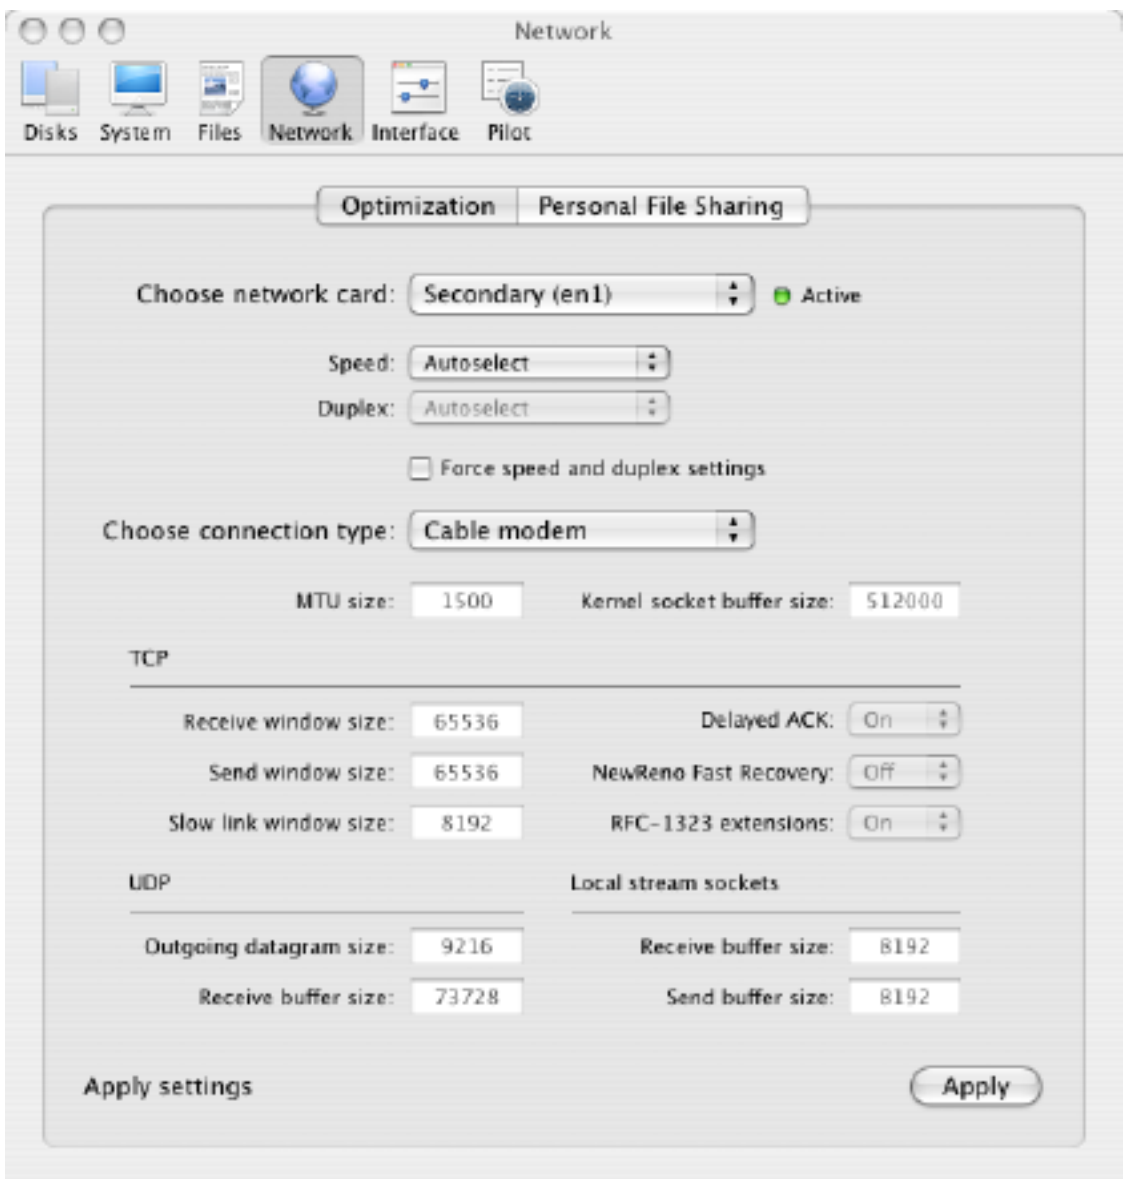 Network
Disks System Files Network Interface Pilot
Optimization Personal File Sharing
Choose network card: Secondary (en1) Active
Speed: Autoselect
Duplex: Autoselect
Force speed and duplex settings
Choose connection type: Cable modem
MTU size: 1500 Kernel socket buffer size: 512000
TCP
Receive window size: 65536 Delayed ACK: On
Send window size: 65536 NewReno Fast Recovery: Off
Slow link window size: 8192 RFC-1323 extensions: On
UDP Local stream sockets
Outgoing datagram size: 9216 Receive buffer size: 8192
Receive buffer size: 73728 Send buffer size: 8192
Apply settings Apply